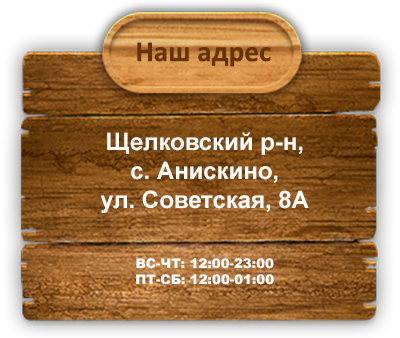 Наш адрес
Щелковский р-н,
с. Анискино,
ул. Советская, 8А
ВС-ЧТ: 12:00-23:00
ПТ-СБ: 12:00-01:00